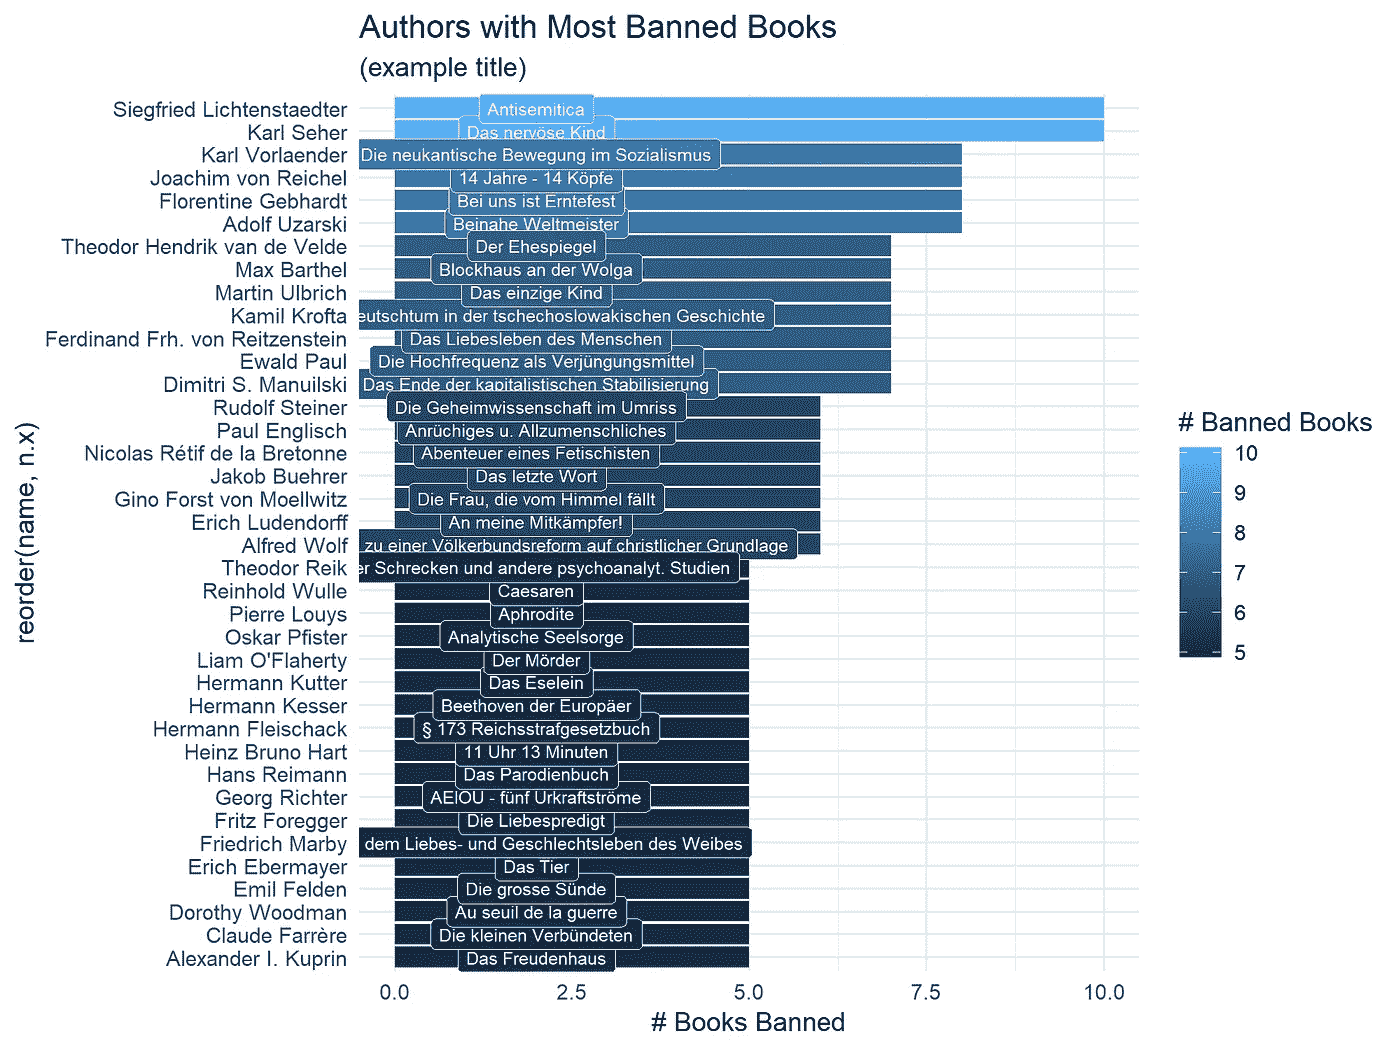 Authors with Most Banned Books
(example title)
Siegfried Lichtenstaedter Antisemitica
Karl Seher Das nervöse Kind
Karl Vorlaender Die neukantische Bewegung im Sozialismus
Joachim von Reichel 14 Jahre - 14 Köpfe
Florentine Gebhardt Bei uns ist Erntefest
Adolf Uzarski Beinahe Weltmeister
Theodor Hendrik van de Velde Der Ehespiegel
Max Barthel Blockhaus an der Wolga
Martin Ulbrich Das einzige Kind
Kamil Krofta eutschtum in der tschechoslowakischen Geschichte
Ferdinand Frh. von Reitzenstein Das Liebesleben des Menschen
Ewald Paul Die Hochfrequenz als Verjüngungsmittel
Dimitri S. Manuilski Das Ende der kapitalistischen Stabilisierung
Rudolf Steiner Die Geheimwissenschaft im Umriss
Paul Englisch Anrüchiges u. Allzumenschliches
Nicolas Rétif de la Bretonne Abenteuer eines Fetischisten
Jakob Buehrer Das letzte Wort
Gino Forst von Moellwitz Die Frau, die vom Himmel fällt
Erich Ludendorff An meine Mitkämpfer!
Alfred Wolf zu einer Völkerbundsreform auf christlicher Grundlage
Theodor Reik er Schrecken und andere psychoanalyt. Studien
Reinhold Wulle Caesaren
Pierre Louys Aphrodite
Oskar Pfister Analytische Seelsorge
Liam O'Flaherty Der Mörder
Hermann Kutter Das Eselein
Hermann Kesser Beethoven der Europäer
Hermann Fleischack § 173 Reichsstrafgesetzbuch
Heinz Bruno Hart 11 Uhr 13 Minuten
Hans Reimann Das Parodienbuch
Georg Richter AEIOU - fünf Urkraftströme
Fritz Foregger Die Liebespredigt
Friedrich Marby dem Liebes- und Geschlechtsleben des Weibes
Erich Ebermayer Das Tier
Emil Felden Die grosse Sünde
Dorothy Woodman Au seuil de la guerre
Claude Farrère Die kleinen Verbündeten
Alexander I. Kuprin Das Freudenhaus
0.0 2.5 5.0 7.5 10.0
# Books Banned
reorder(name, n.x)
# Banned Books
10
9
8
7
6
5